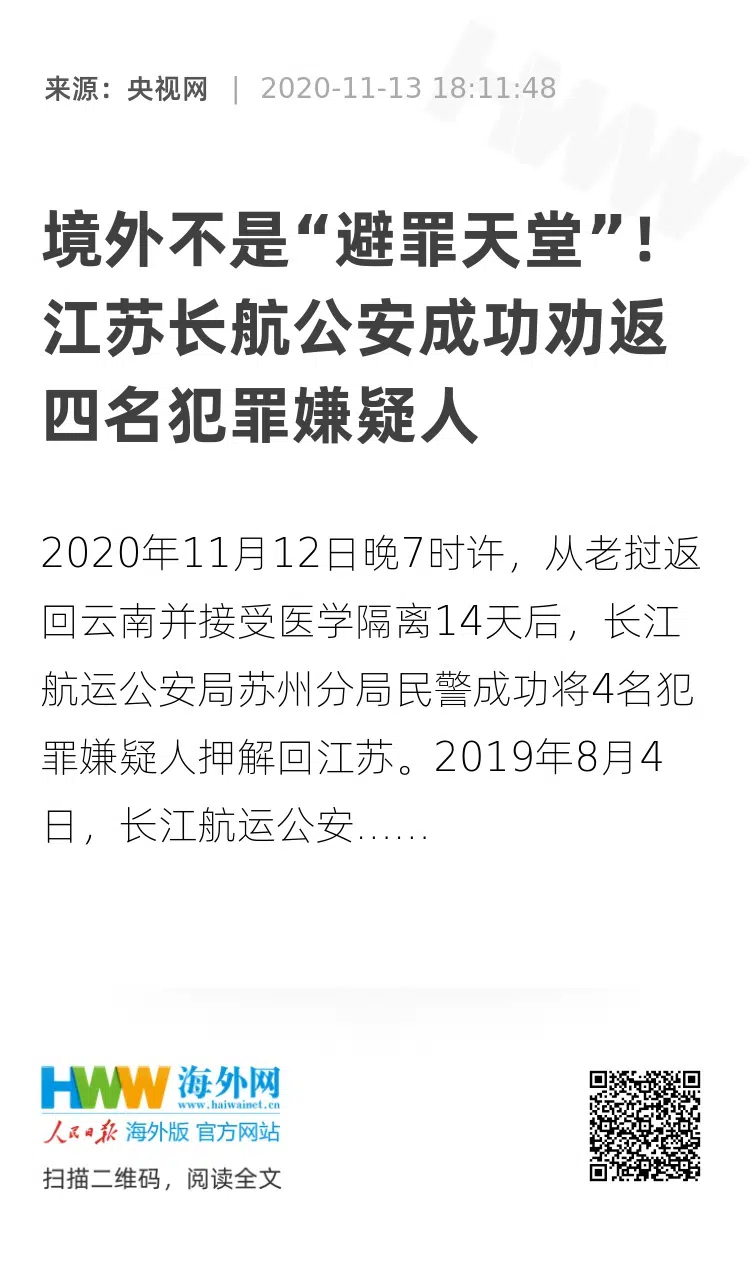 来源：央视网 | 2020-11-13 18:11:48
HWW
境外不是“避罪天堂”！
江苏长航公安成功劝返
四名犯罪嫌疑人
2020年11月12日晚7时许，从老挝返
回云南并接受医学隔离14天后，长江
航运公安局苏州分局民警成功将4名犯
罪嫌疑人押解回江苏。2019年8月4
日，长江航运公安……
HWW 海外网
www.haiwainet.cn
人民日报 海外版 官方网站
扫描二维码，阅读全文